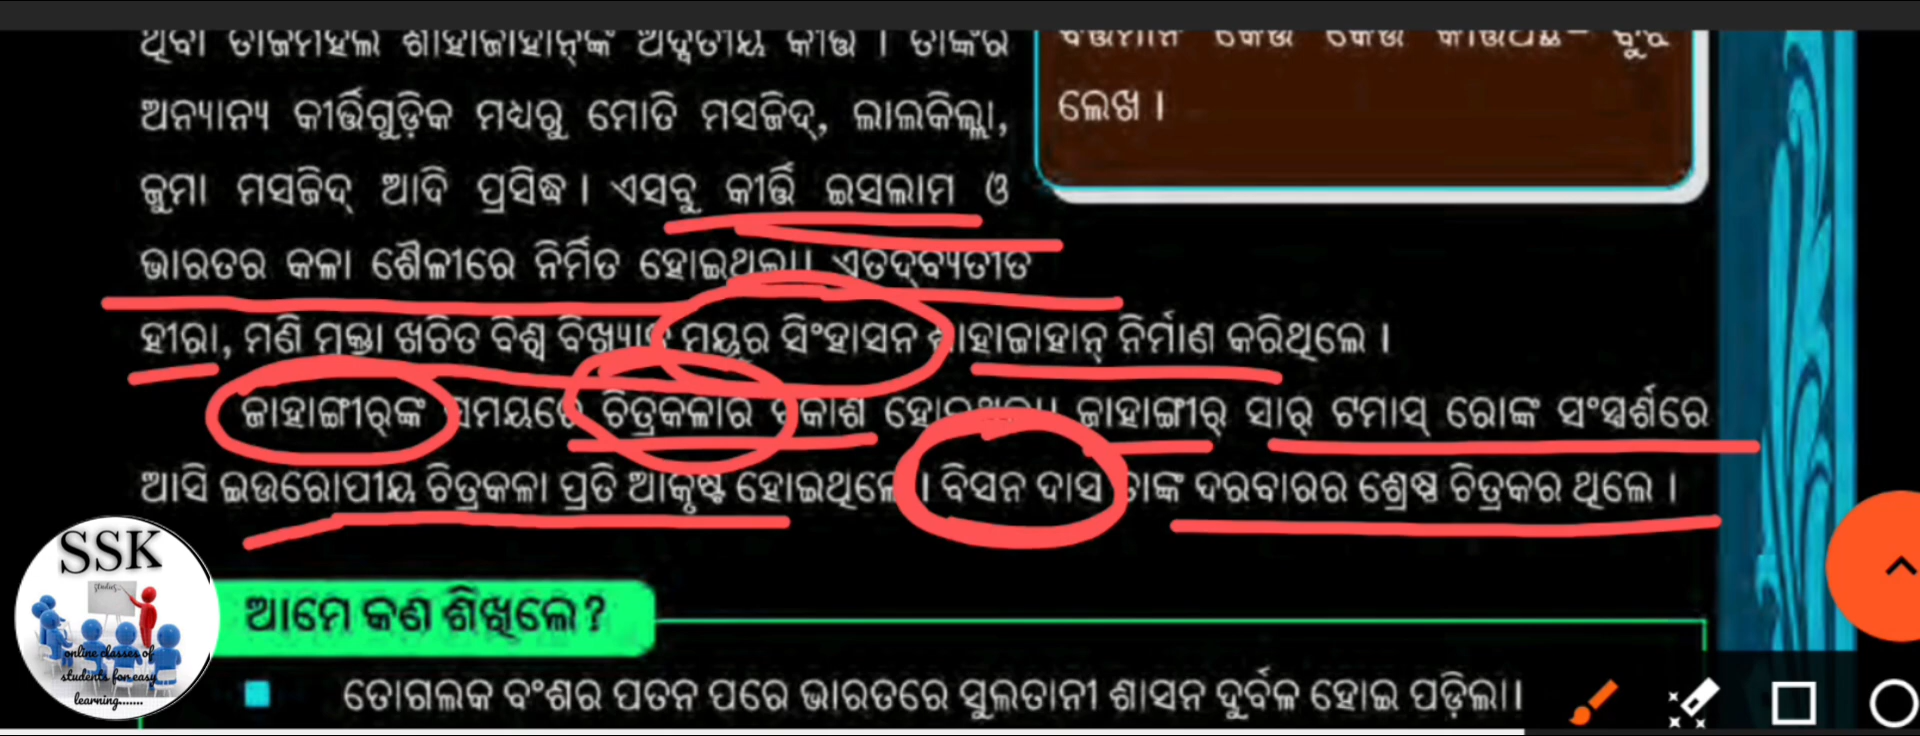 ଥିବା ତାଜମହଲ ଶାହାଜାହାନ୍‌ଙ୍କ ଅଦ୍ୱିତୀୟ କୀର୍ତ୍ତି । ତାଙ୍କର
ଅନ୍ୟାନ୍ୟ କୀର୍ତ୍ତିଗୁଡ଼ିକ ମଧ୍ୟରୁ ମୋତି ମସଜିଦ୍, ଲାଲକିଲ୍ଲା,
ଜୁମା ମସଜିଦ୍ ଆଦି ପ୍ରସିଦ୍ଧ । ଏସବୁ କୀର୍ତ୍ତି ଇସଲାମ ଓ
ଭାରତର କଳା ଶୈଳୀରେ ନିର୍ମିତ ହୋଇଥିଲା। ଏତଦ୍‌ବ୍ୟତୀତ
ହୀରା, ମଣି ମୁକ୍ତା ଖଚିତ ବିଶ୍ୱ ବିଖ୍ୟାତ ମୟୂର ସିଂହାସନ ଶାହାଜାହାନ୍ ନିର୍ମାଣ କରିଥିଲେ ।
ଜାହାଙ୍ଗୀର୍‌ଙ୍କ ସମୟରେ ଚିତ୍ରକଳାର ବିକାଶ ହୋଇଥିଲା। ଜାହାଙ୍ଗୀର୍ ସାର୍ ଟମାସ୍ ରୋଙ୍କ ସଂସ୍ପର୍ଶରେ
ଆସି ଇଉରୋପୀୟ ଚିତ୍ରକଳା ପ୍ରତି ଆକୃଷ୍ଟ ହୋଇଥିଲେ । ବିସନ ଦାସ ତାଙ୍କ ଦରବାରର ଶ୍ରେଷ୍ଠ ଚିତ୍ରକର ଥିଲେ ।
ଲେଖ ।
ଆମେ କଣ ଶିଖିଲେ ?
ତୋଗଲକ ବଂଶର ପତନ ପରେ ଭାରତରେ ସୁଲତାନୀ ଶାସନ ଦୁର୍ବଳ ହୋଇ ପଡ଼ିଲା।
SSK
studies
online classes of
students for easy
learning.......